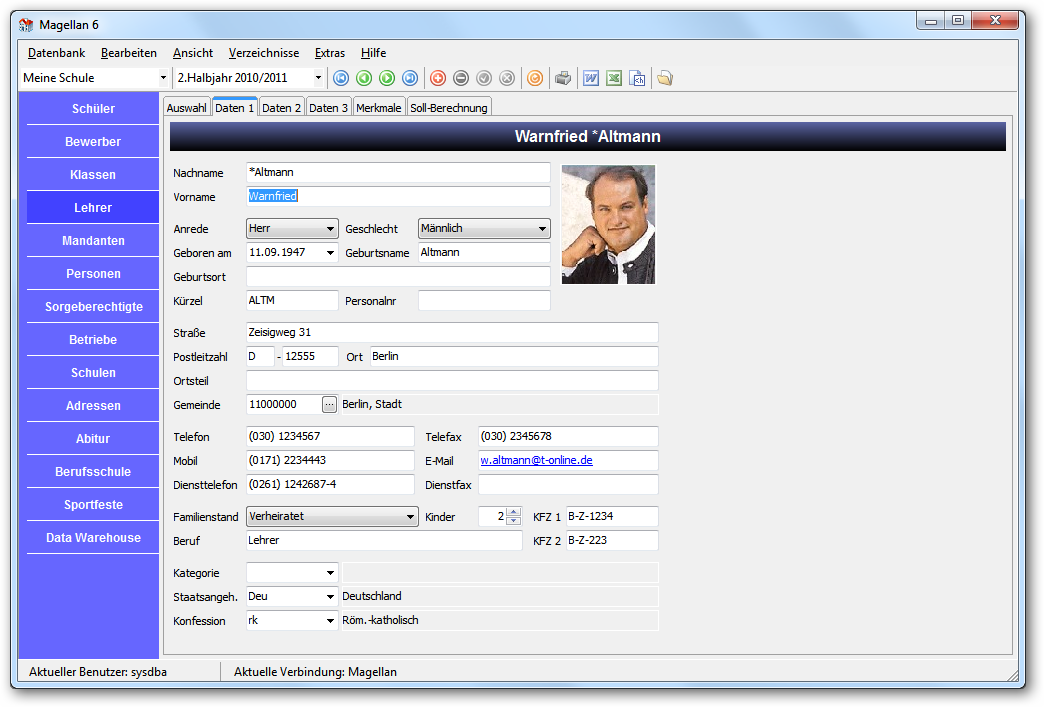 Magellan 6
Datenbank Bearbeiten Ansicht Verzeichnisse Extras Hilfe
Meine Schule 2.Halbjahr 2010/2011
Schüler
Bewerber
Klassen
Lehrer
Mandanten
Personen
Sorgeberechtigte
Betriebe
Schulen
Adressen
Abitur
Berufsschule
Sportfeste
Data Warehouse
Auswahl Daten 1 Daten 2 Daten 3 Merkmale Soll-Berechnung
Warnfried *Altmann
Nachname *Altmann
Vorname Warnfried
Anrede Herr Geschlecht Männlich
Geboren am 11.09.1947 Geburtsname Altmann
Geburtsort
Kürzel ALTM Personalnr
Straße Zeisigweg 31
Postleitzahl D - 12555 Ort Berlin
Ortsteil
Gemeinde 11000000 ... Berlin, Stadt
Telefon (030) 1234567 Telefax (030) 2345678
Mobil (0171) 2234443 E-Mail w.altmann@t-online.de
Diensttelefon (0261) 1242687-4 Dienstfax
Familienstand Verheiratet Kinder 2 KFZ 1 B-Z-1234
Beruf Lehrer KFZ 2 B-Z-223
Kategorie
Staatsangeh. Deu Deutschland
Konfession rk Röm.-katholisch
Aktueller Benutzer: sysdba Aktuelle Verbindung: Magellan